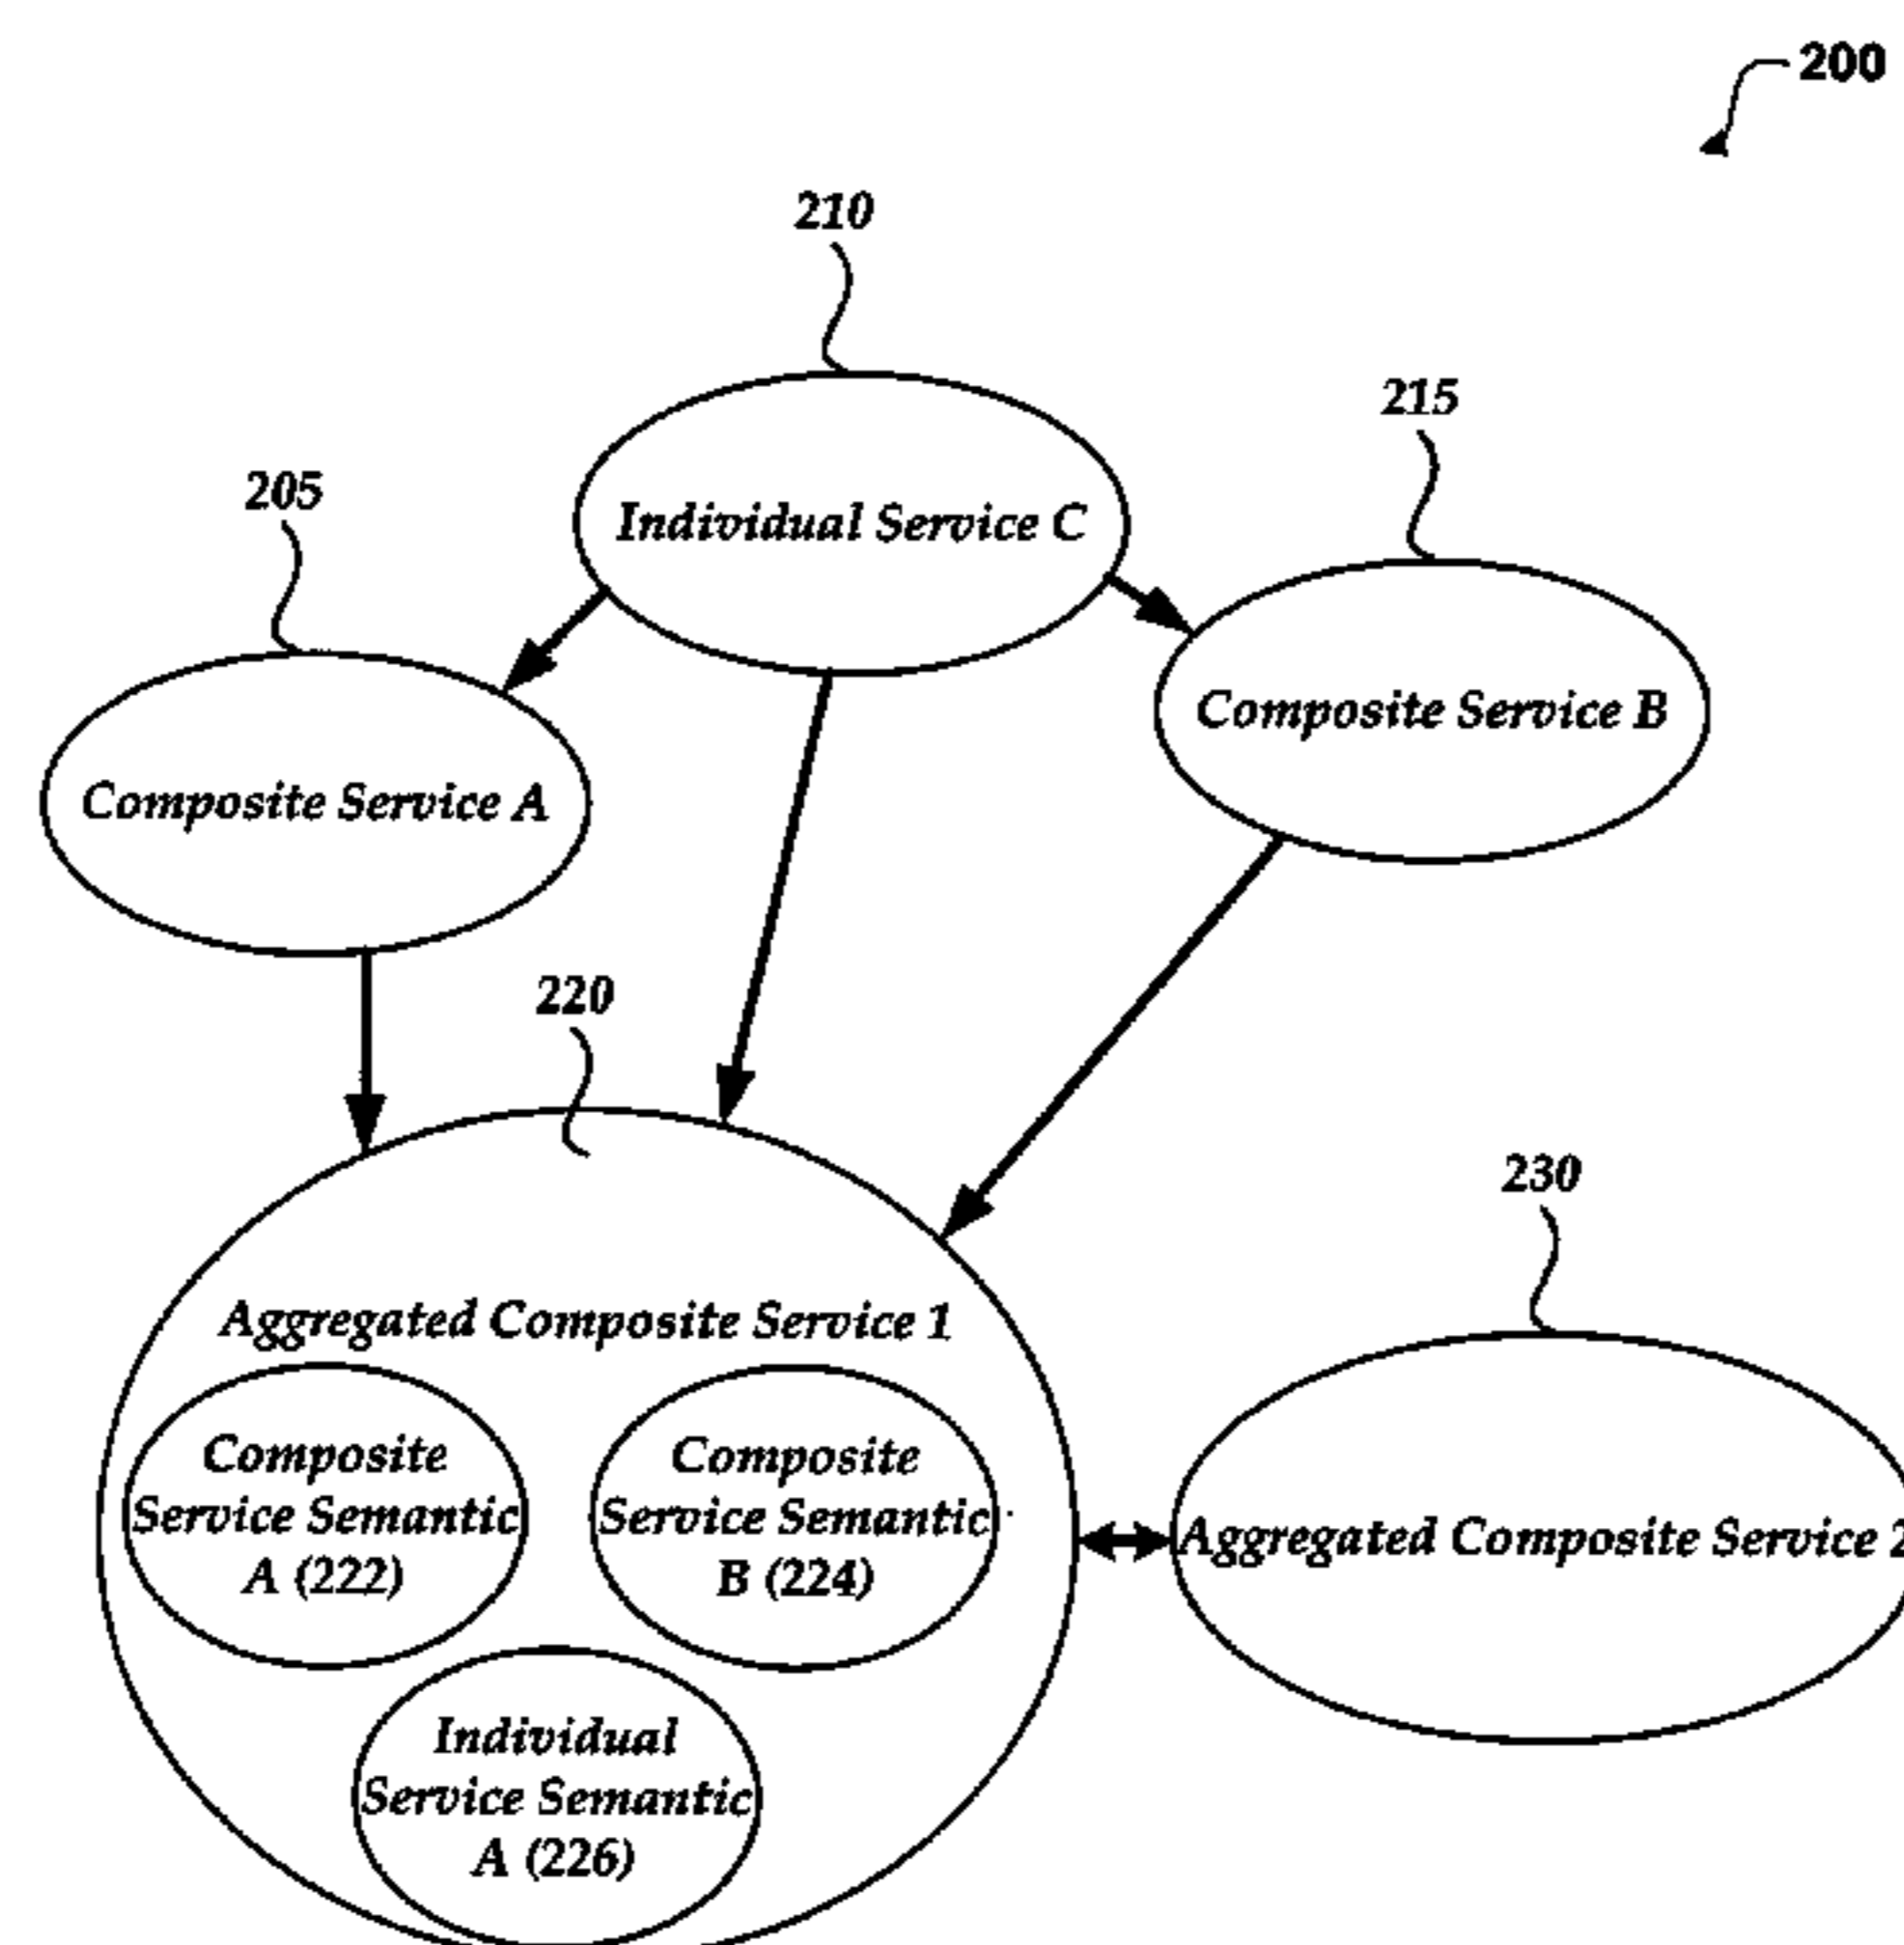 200
210
215
205
Individual Service C
Composite Service B
Composite Service A
220
230
Aggregated Composite Service 1
Composite
Service Semantic
A (222)
Composite
Service Semantic
B (224)
Aggregated Composite Service 2
Individual
Service Semantic
A (226)